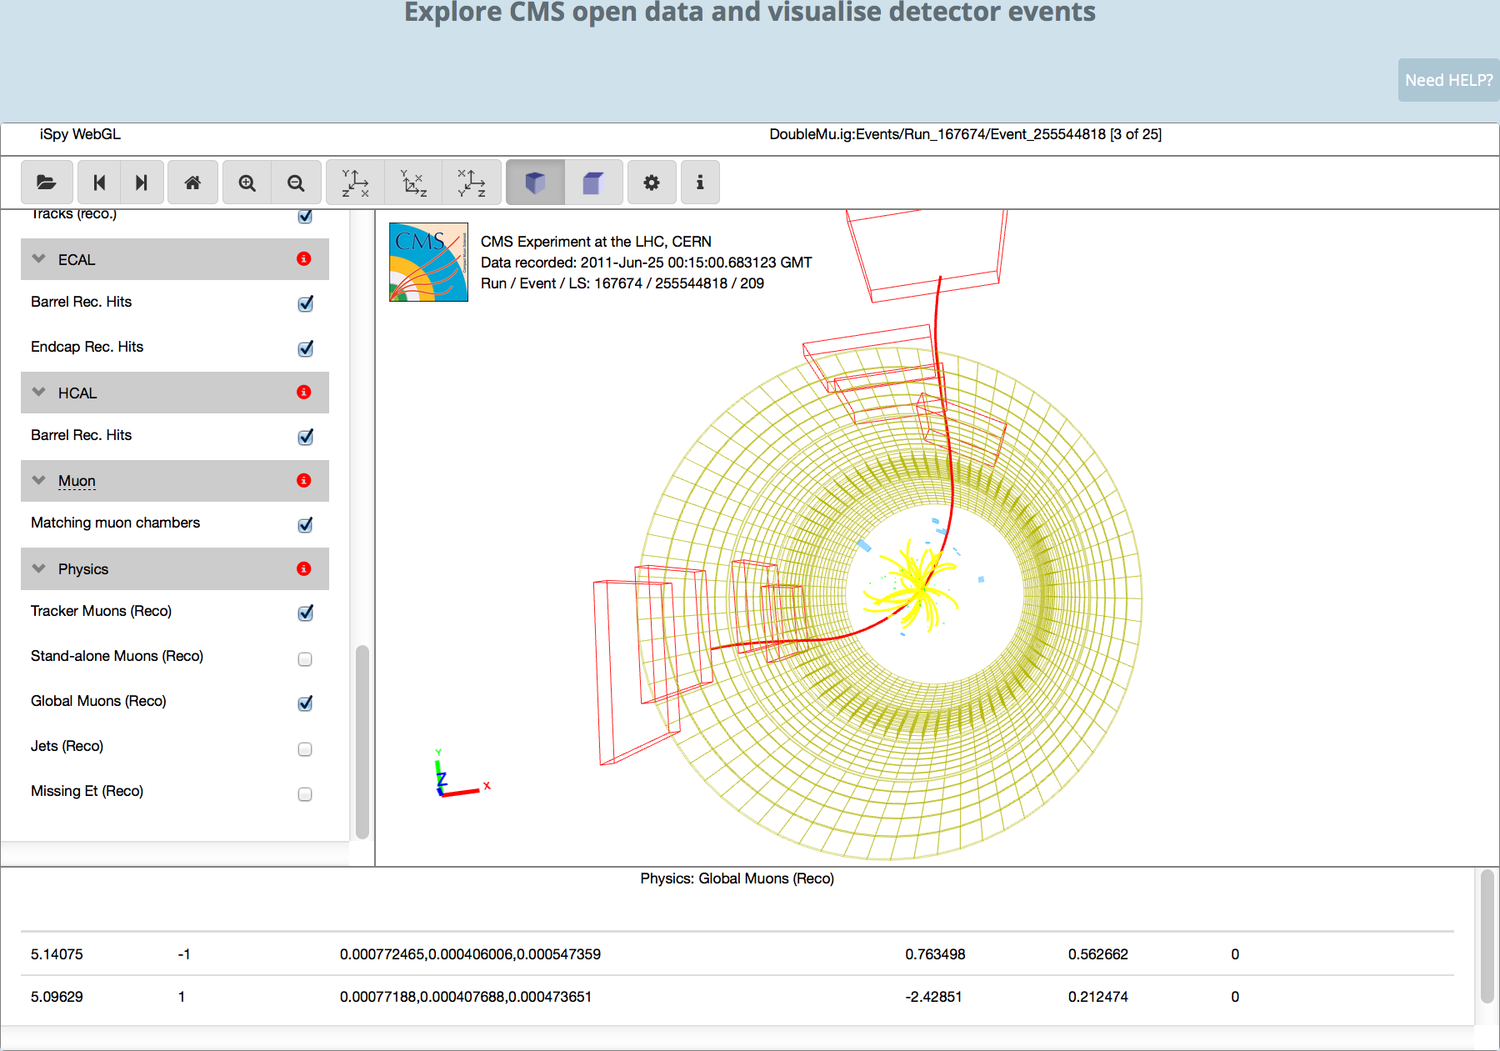 Explore CMS open data and visualise detector events
Need HELP?
iSpy WebGL
DoubleMu.ig:Events/Run_167674/Event_255544818 [3 of 25]
Tracks (reco.)
ECAL
Barrel Rec. Hits
Endcap Rec. Hits
HCAL
Barrel Rec. Hits
Muon
Matching muon chambers
Physics
Tracker Muons (Reco)
Stand-alone Muons (Reco)
Global Muons (Reco)
Jets (Reco)
Missing Et (Reco)
CMS
CMS Experiment at the LHC, CERN
Data recorded: 2011-Jun-25 00:15:00.683123 GMT
Run / Event / LS: 167674 / 255544818 / 209
Y
Z
X
Physics: Global Muons (Reco)
5.14075 -1 0.000772465,0.000406006,0.000547359 0.763498 0.562662 0
5.09629 1 0.00077188,0.000407688,0.000473651 -2.42851 0.212474 0